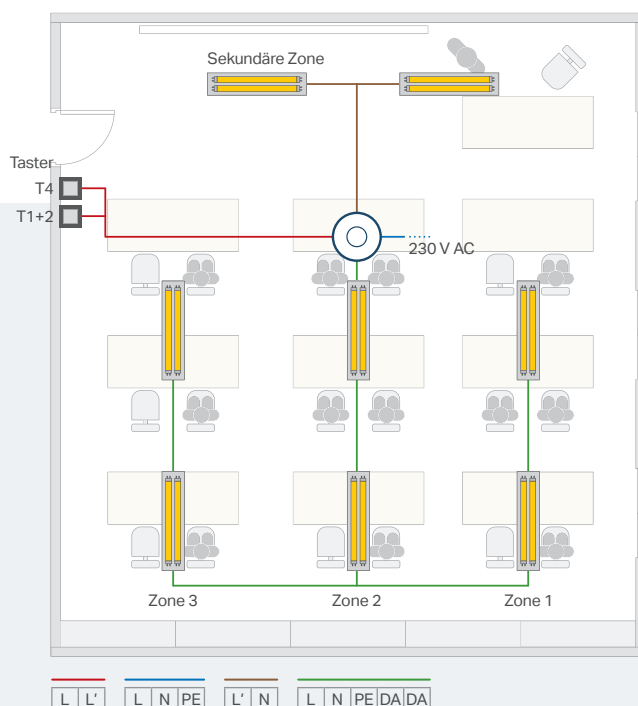 Sekundäre Zone
Taster
T4
T1+2
230 V AC
Zone 3 Zone 2 Zone 1
L L' L N PE L' N L N PE DA DA